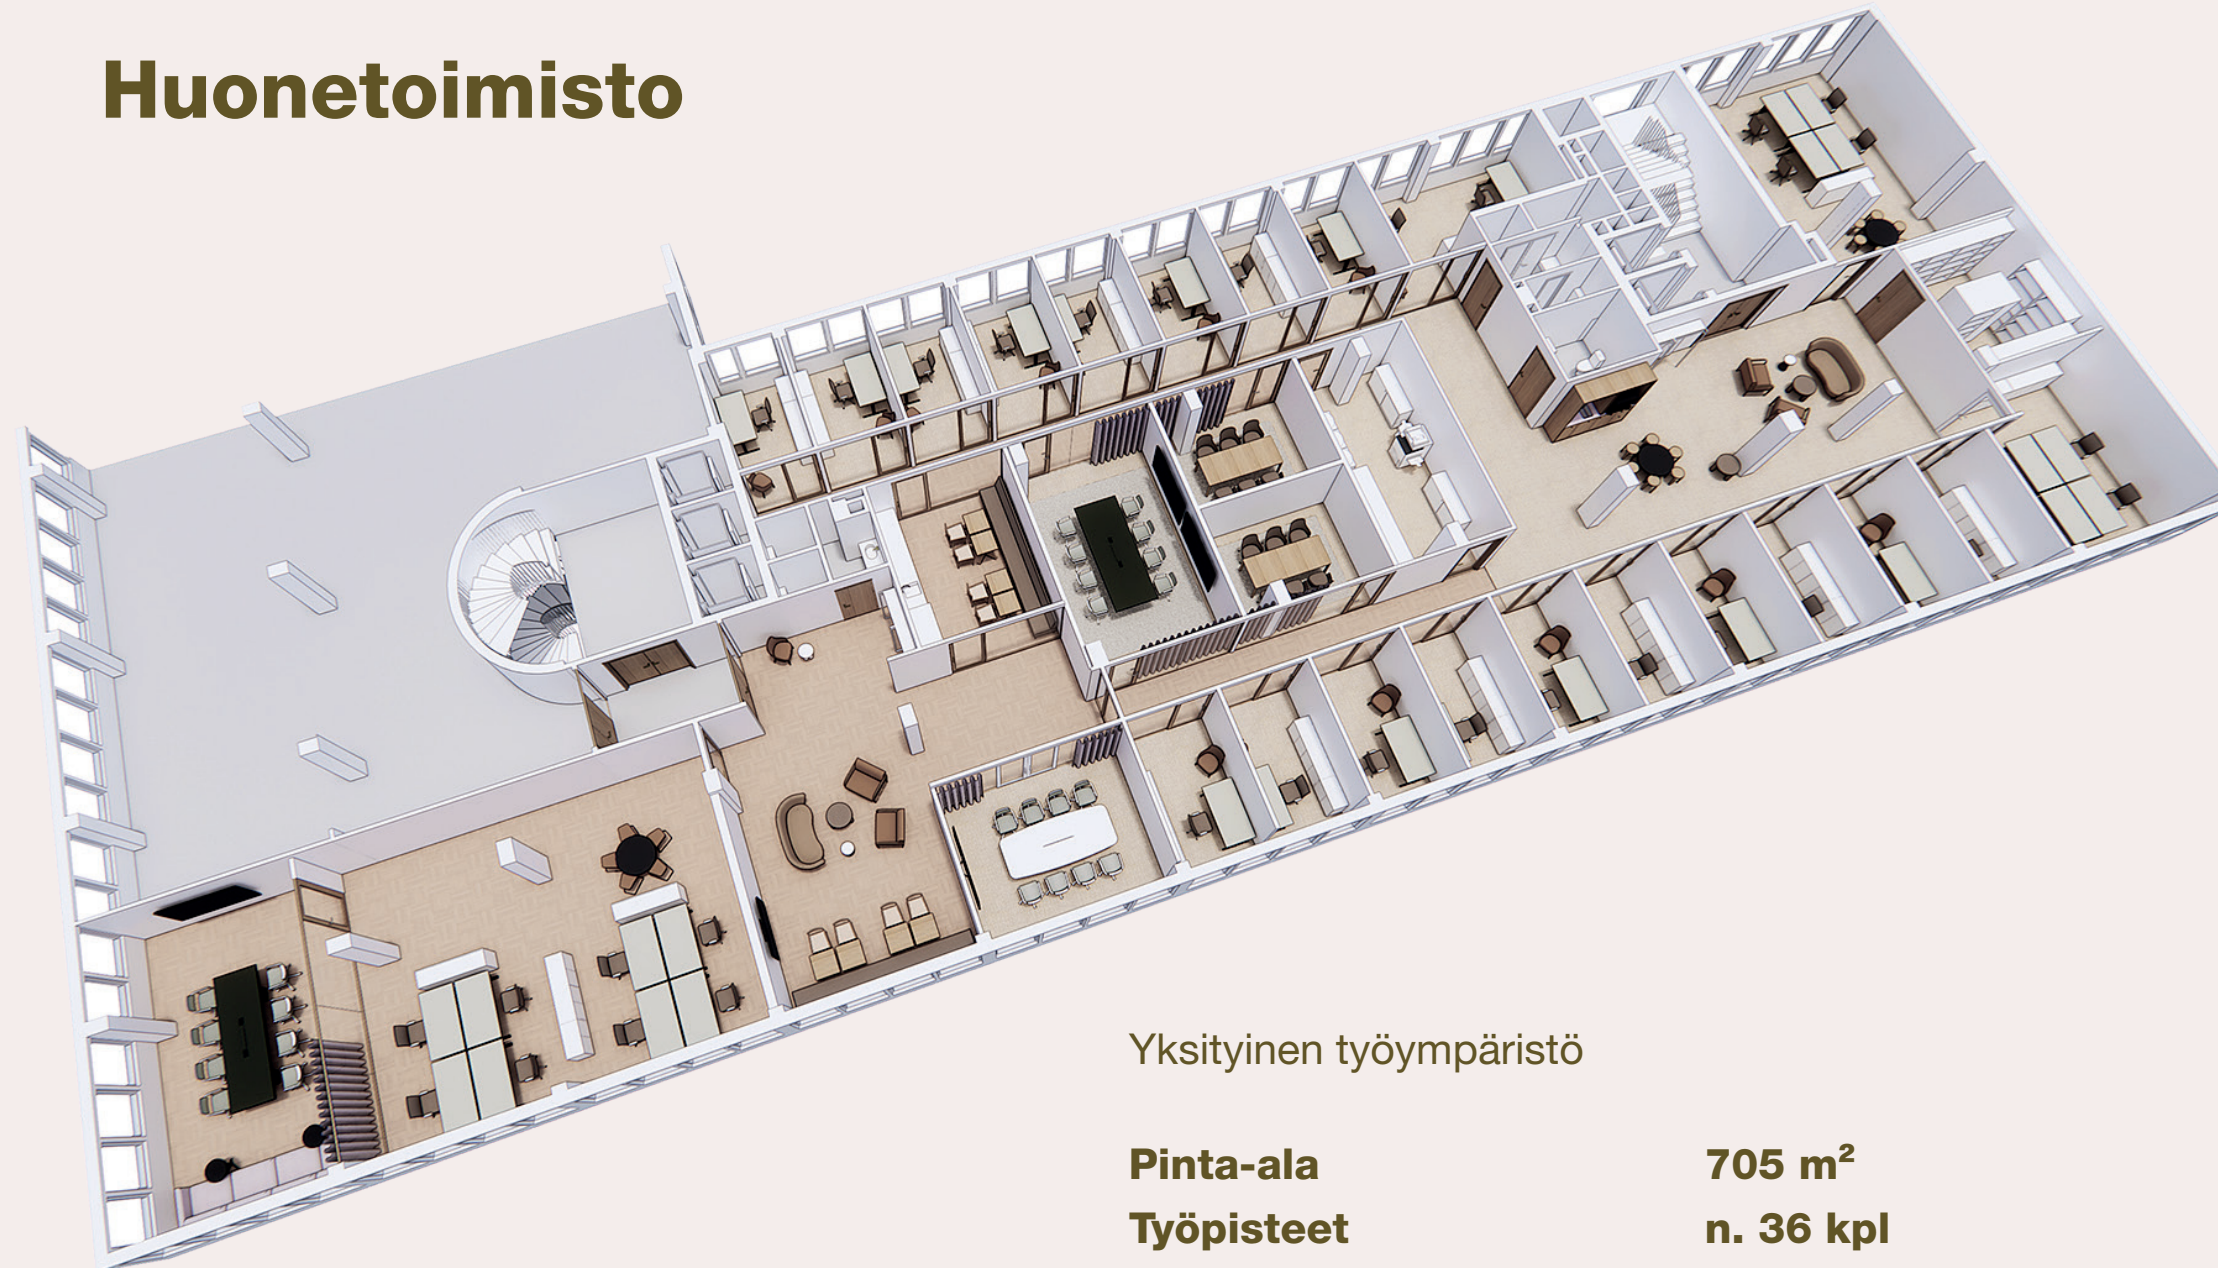 Huonetoimisto
Yksityinen työympäristö
Pinta-ala 705 m²
Työpisteet n. 36 kpl